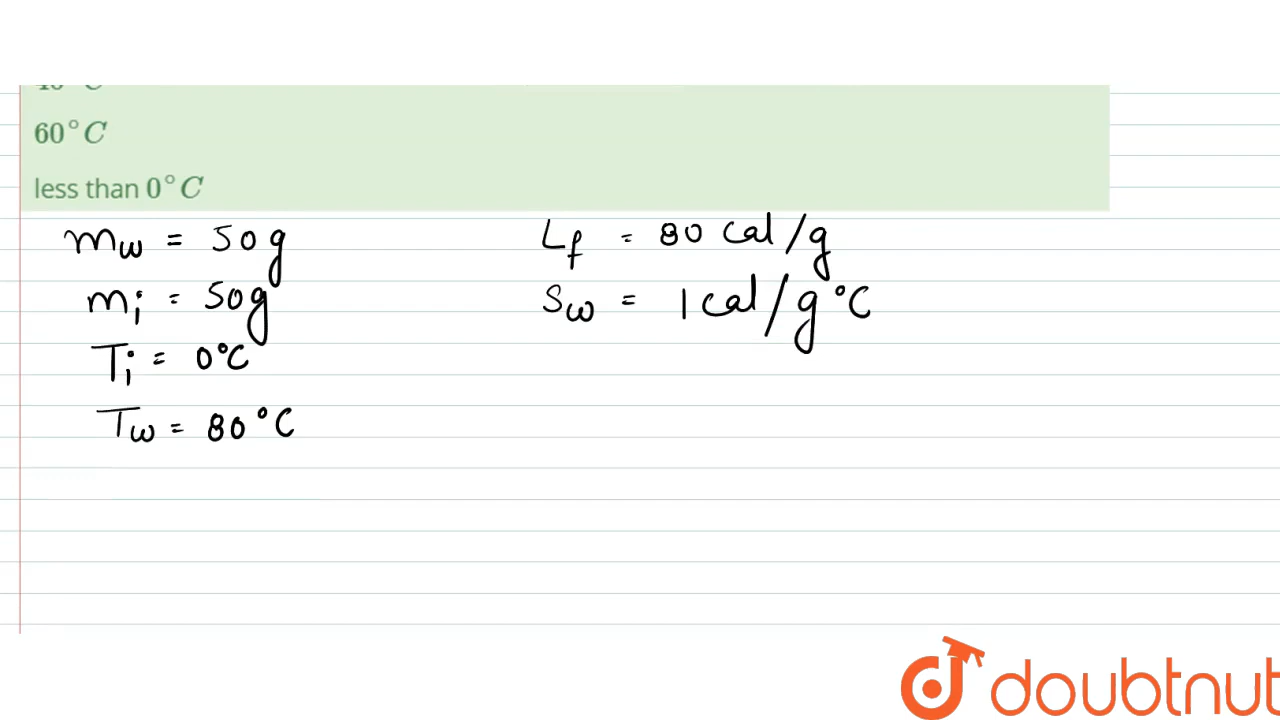 60°C
less than 0°C
m_w = 50g
L_f = 80 Cal/g
m_i = 50g
S_w = 1 Cal/g °C
T_i = 0°C
T_w = 80°C
doubtnut